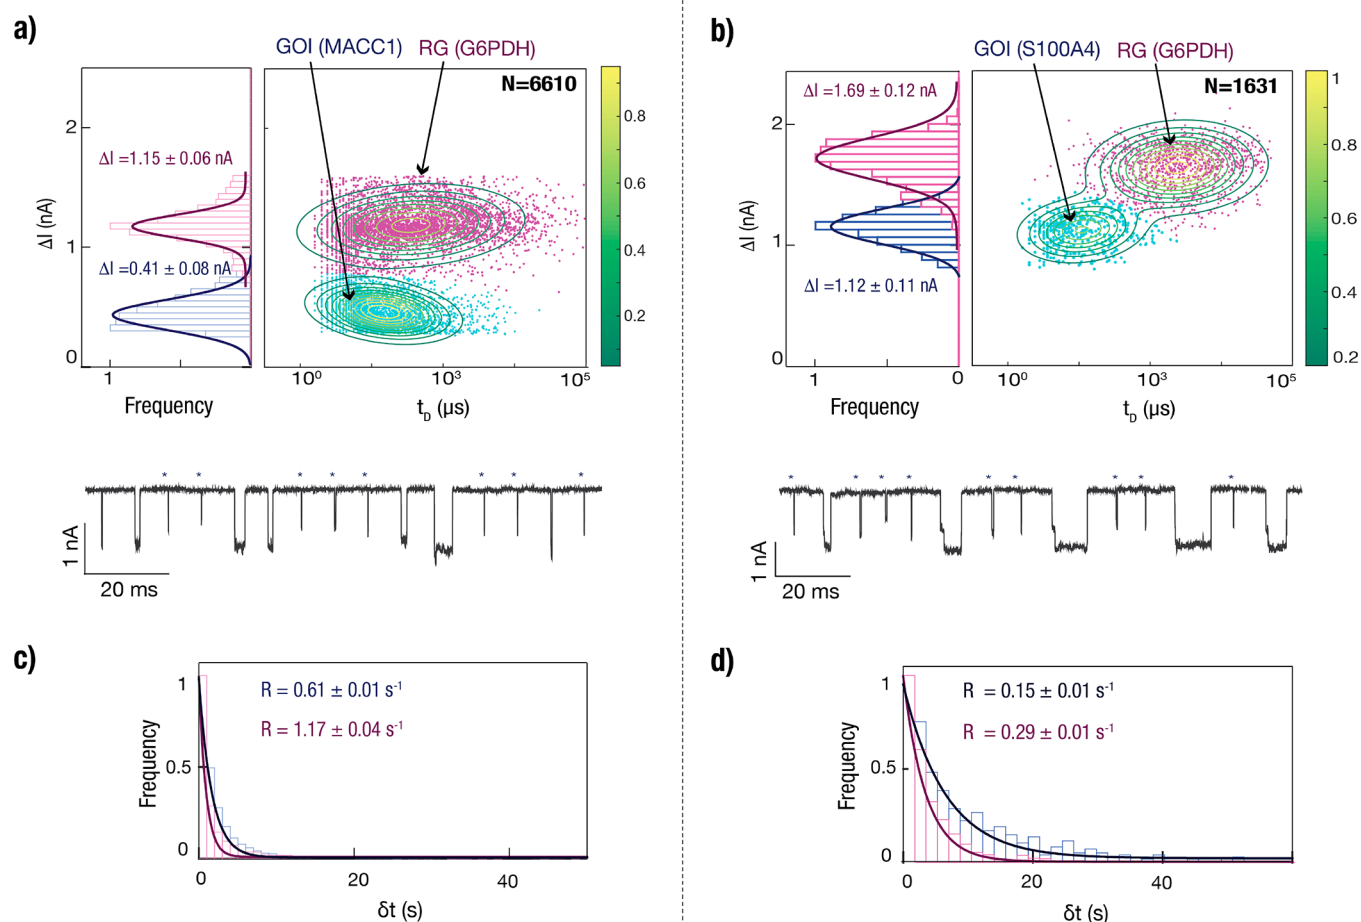 a)
GOI (MACC1) RG (G6PDH)
N=6610
ΔI =1.15 ± 0.06 nA
ΔI =0.41 ± 0.08 nA
ΔI (nA)
2
1
0
1
Frequency
10⁰ 10³ 10⁵
t_D (µs)
0.8
0.6
0.4
0.2
* * * * * * * *
1 nA
20 ms
b)
GOI (S100A4) RG (G6PDH)
N=1631
ΔI =1.69 ± 0.12 nA
ΔI =1.12 ± 0.11 nA
ΔI (nA)
2
1
0
1 0
Frequency
10⁰ 10³ 10⁵
t_D (µs)
1
0.8
0.6
0.4
0.2
* * * * * * * * *
1 nA
20 ms
c)
R = 0.61 ± 0.01 s⁻¹
R = 1.17 ± 0.04 s⁻¹
Frequency
1
0.5
0
0 20 40
δt (s)
d)
R = 0.15 ± 0.01 s⁻¹
R = 0.29 ± 0.01 s⁻¹
Frequency
1
0.5
0
0 20 40
δt (s)